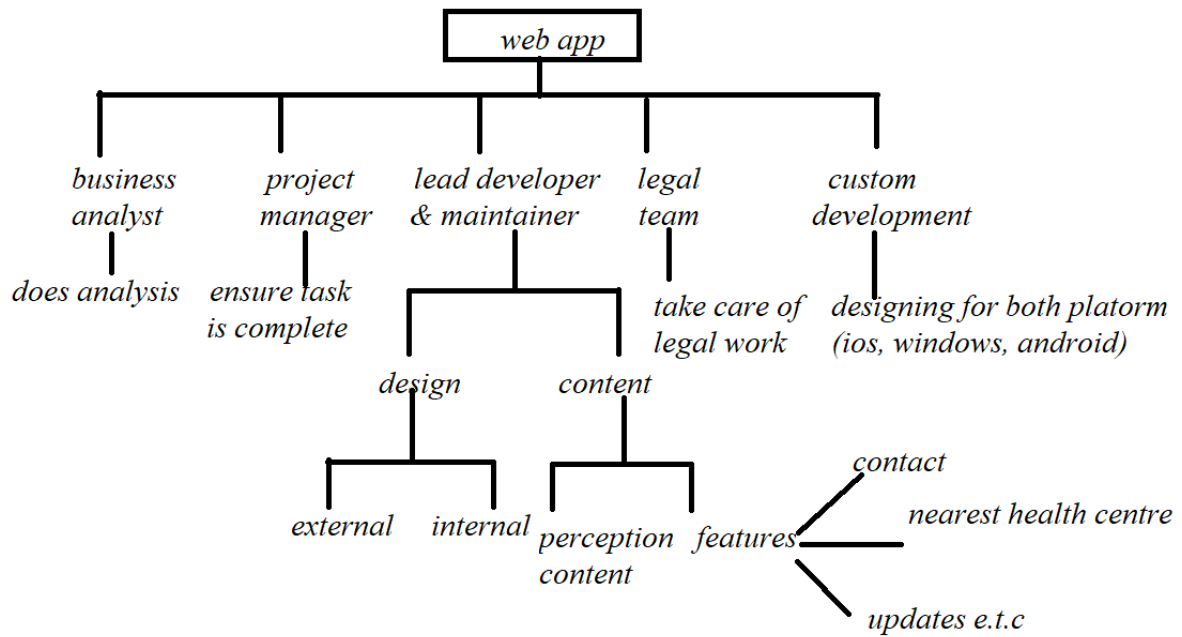 web app
business
analyst
project
manager
lead developer
& maintainer
legal
team
custom
development
does analysis
ensure task
is complete
take care of
legal work
designing for both platorm
(ios, windows, android)
design
content
external
internal
perception
content
features
contact
nearest health centre
updates e.t.c